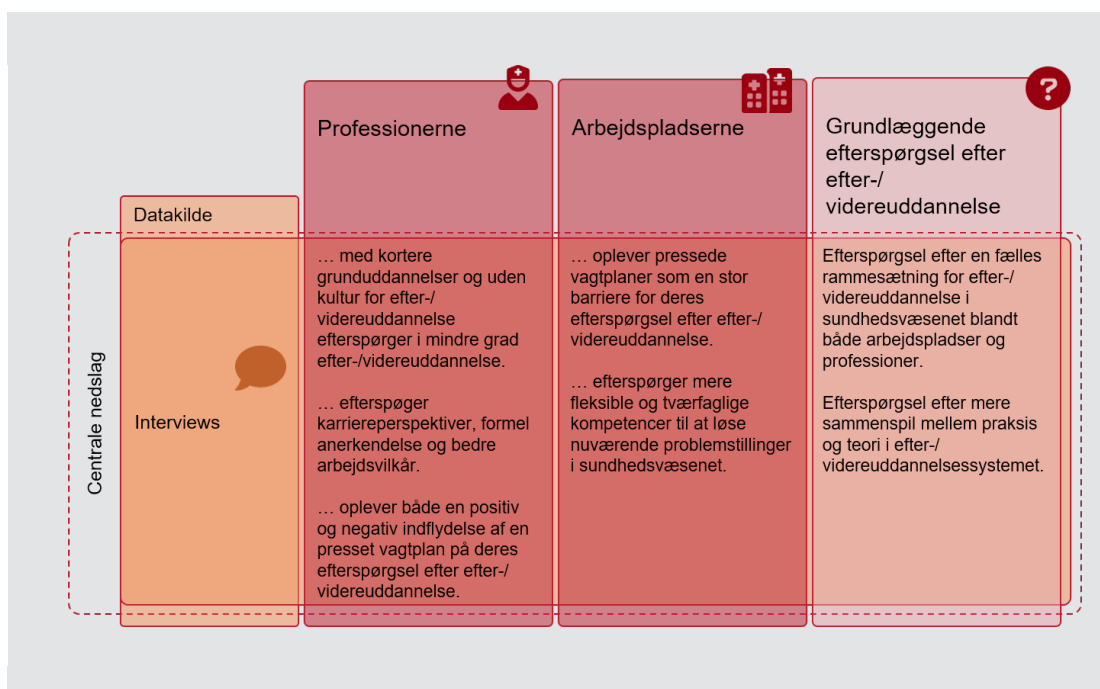 Professionerne
Arbejdspladserne
Grundlæggende
efterspørgsel efter
efter-/
videreuddannelse
Datakilde
Centrale nedslag
Interviews
… med kortere
grunduddannelser og uden
kultur for efter-/
videreuddannelse
efterspørger i mindre grad
efter-/videreuddannelse.
… efterspøger
karriereperspektiver, formel
anerkendelse og bedre
arbejdsvilkår.
… oplever både en positiv
og negativ indflydelse af en
presset vagtplan på deres
efterspørgsel efter efter-/
videreuddannelse.
… oplever pressede
vagtplaner som en stor
barriere for deres
efterspørgsel efter efter-/
videreuddannelse.
… efterspørger mere
fleksible og tværfaglige
kompetencer til at løse
nuværende problemstillinger
i sundhedsvæsenet.
Efterspørgsel efter en fælles
rammesætning for efter-/
videreuddannelse i
sundhedsvæsenet blandt
både arbejdspladser og
professioner.
Efterspørgsel efter mere
sammenspil mellem praksis
og teori i efter-/
videreuddannelsessystemet.